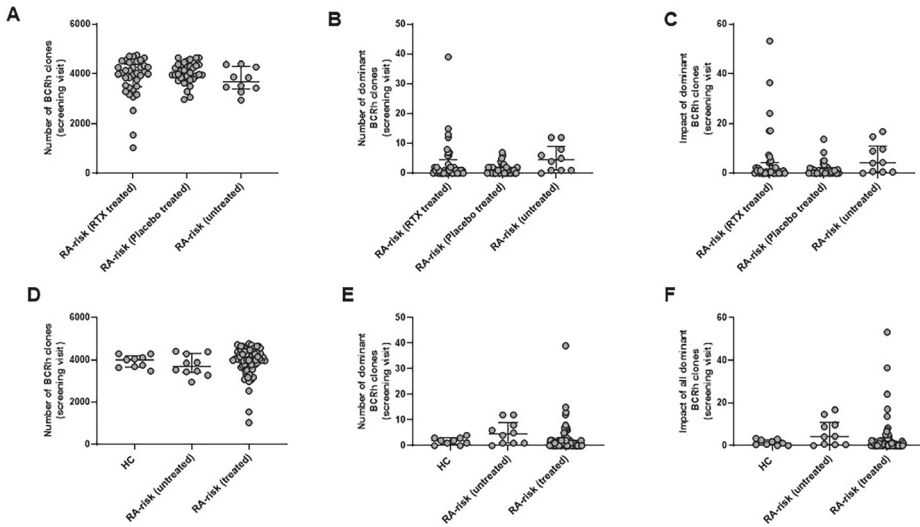 A
Number of BCRh clones
(screening visit)
6000
4000
2000
0
RA-risk (RTX treated)
RA-risk (Placebo treated)
RA-risk (untreated)
B
Number of dominant
BCRh clones
(screening visit)
50
40
30
20
10
0
RA-risk (RTX treated)
RA-risk (Placebo treated)
RA-risk (untreated)
C
Impact of dominant
BCRh clones
(screening visit)
60
40
20
0
RA-risk (RTX treated)
RA-risk (Placebo treated)
RA-risk (untreated)
D
Number of BCRh clones
(screening visit)
6000
4000
2000
0
HC
RA-risk (untreated)
RA-risk (treated)
E
Number of dominant
BCRh clones
(screening visit)
50
40
30
20
10
0
HC
RA-risk (untreated)
RA-risk (treated)
F
Impact of all dominant
BCRh clones
(screening visit)
60
40
20
0
HC
RA-risk (untreated)
RA-risk (treated)